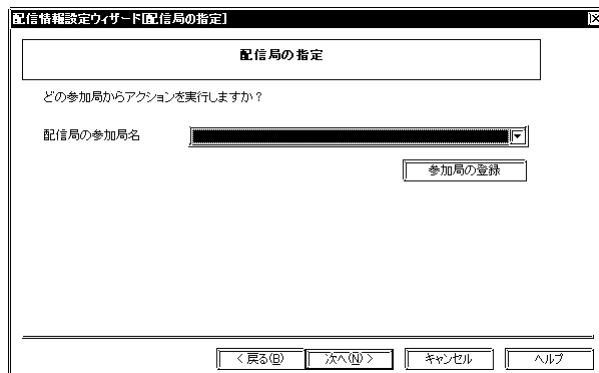 配信情報設定ウィザード[配信局の指定]
配信局の指定
どの参加局からアクションを実行しますか？
配信局の参加局名
参加局の登録
＜戻る(B) 次へ(N)＞ キャンセル ヘルプ